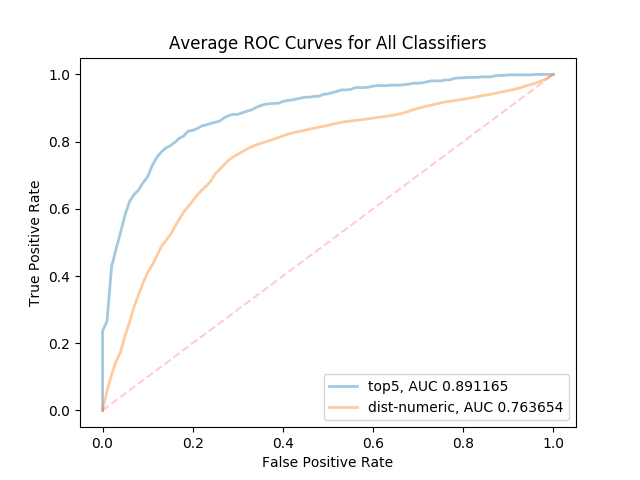 Average ROC Curves for All Classifiers
True Positive Rate
1.0
0.8
0.6
0.4
0.2
0.0
top5, AUC 0.891165
dist-numeric, AUC 0.763654
0.0 0.2 0.4 0.6 0.8 1.0
False Positive Rate